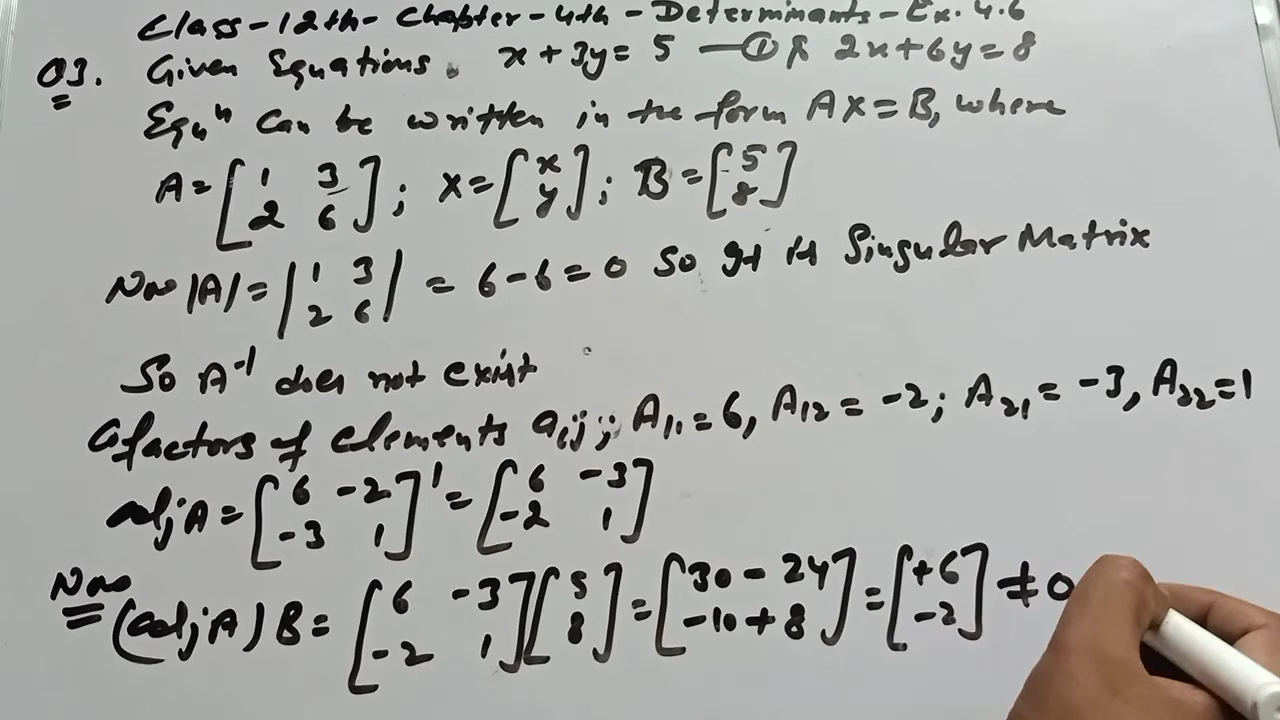 Class-12th-Chapter-4th-Determinants-Ex.4.6
Q3. Given Equations. x+3y=5 —① & 2x+6y=8
Equⁿ Can be written in the form AX=B, where
A=[1 3; 2 6]; X=[x; y]; B=[5; 8]
Now |A|=|1 3; 2 6| = 6-6=0 So It is Singular Matrix
So A⁻¹ does not exist
Cofactors of elements aᵢⱼ; A₁₁=6, A₁₂=-2; A₂₁=-3, A₂₂=1
adjA=[6 -2; -3 1]'=[6 -3; -2 1]
Now
(adjA)B=[6 -3; -2 1][5; 8]=[30-24; -10+8]=[+6; -2]≠0